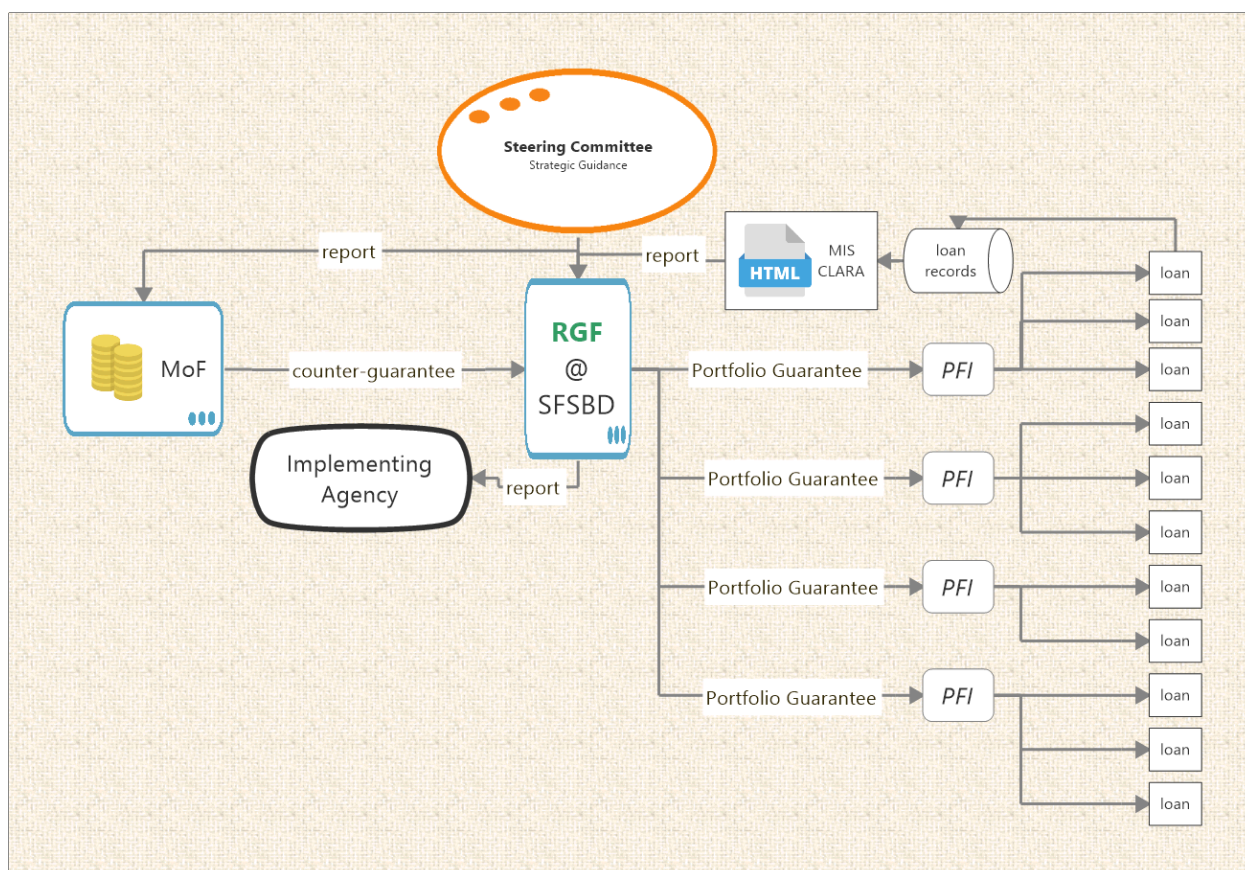 Steering Committee
Strategic Guidance
report
report
HTML
MIS
CLARA
loan
records
loan
loan
loan
MoF
counter-guarantee
RGF
@
SFSBD
Portfolio Guarantee
PFI
loan
Implementing
Agency
report
Portfolio Guarantee
PFI
loan
loan
Portfolio Guarantee
PFI
loan
loan
Portfolio Guarantee
PFI
loan
loan
loan